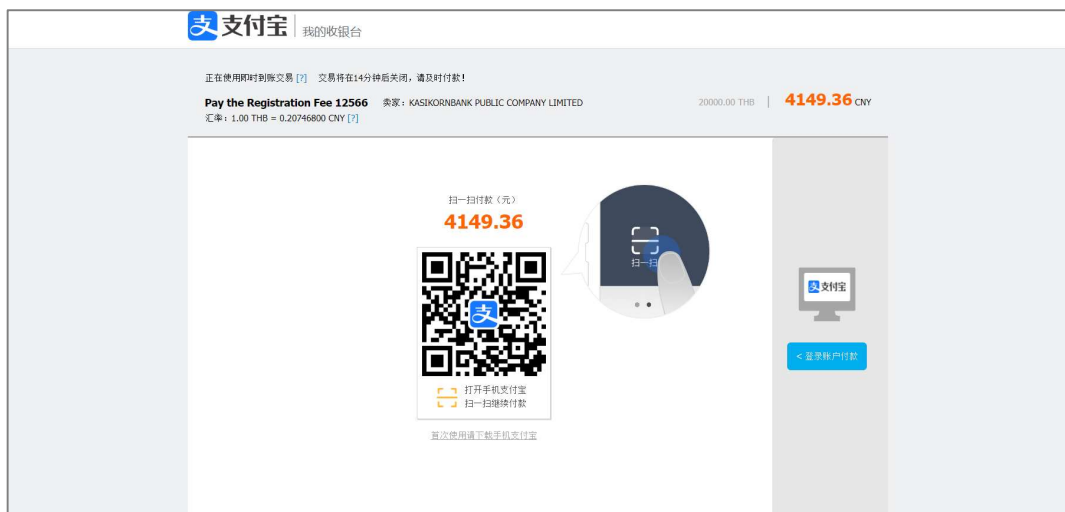 支 支付宝 我的收银台
正在使用即时到账交易 [?] 交易将在14分钟后关闭，请及时付款！
Pay the Registration Fee 12566 卖家：KASIKORNBANK PUBLIC COMPANY LIMITED 20000.00 THB | 4149.36 CNY
汇率：1.00 THB = 0.20746800 CNY [?]
扫一扫付款（元）
4149.36
扫一扫
支
打开手机支付宝
扫一扫继续付款
首次使用请下载手机支付宝
支 支付宝
< 登录账户付款